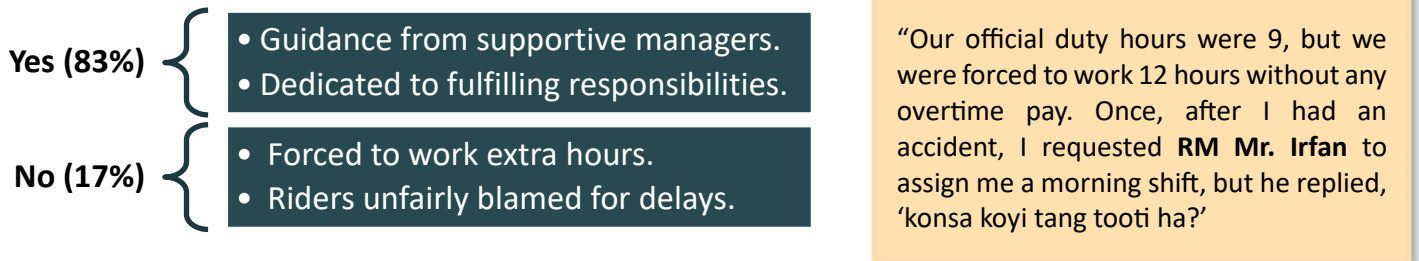 Yes (83%)
• Guidance from supportive managers.
• Dedicated to fulfilling responsibilities.
No (17%)
• Forced to work extra hours.
• Riders unfairly blamed for delays.
“Our official duty hours were 9, but we
were forced to work 12 hours without any
overtime pay. Once, after I had an
accident, I requested RM Mr. Irfan to
assign me a morning shift, but he replied,
‘konsa koyi tang tooti ha?’